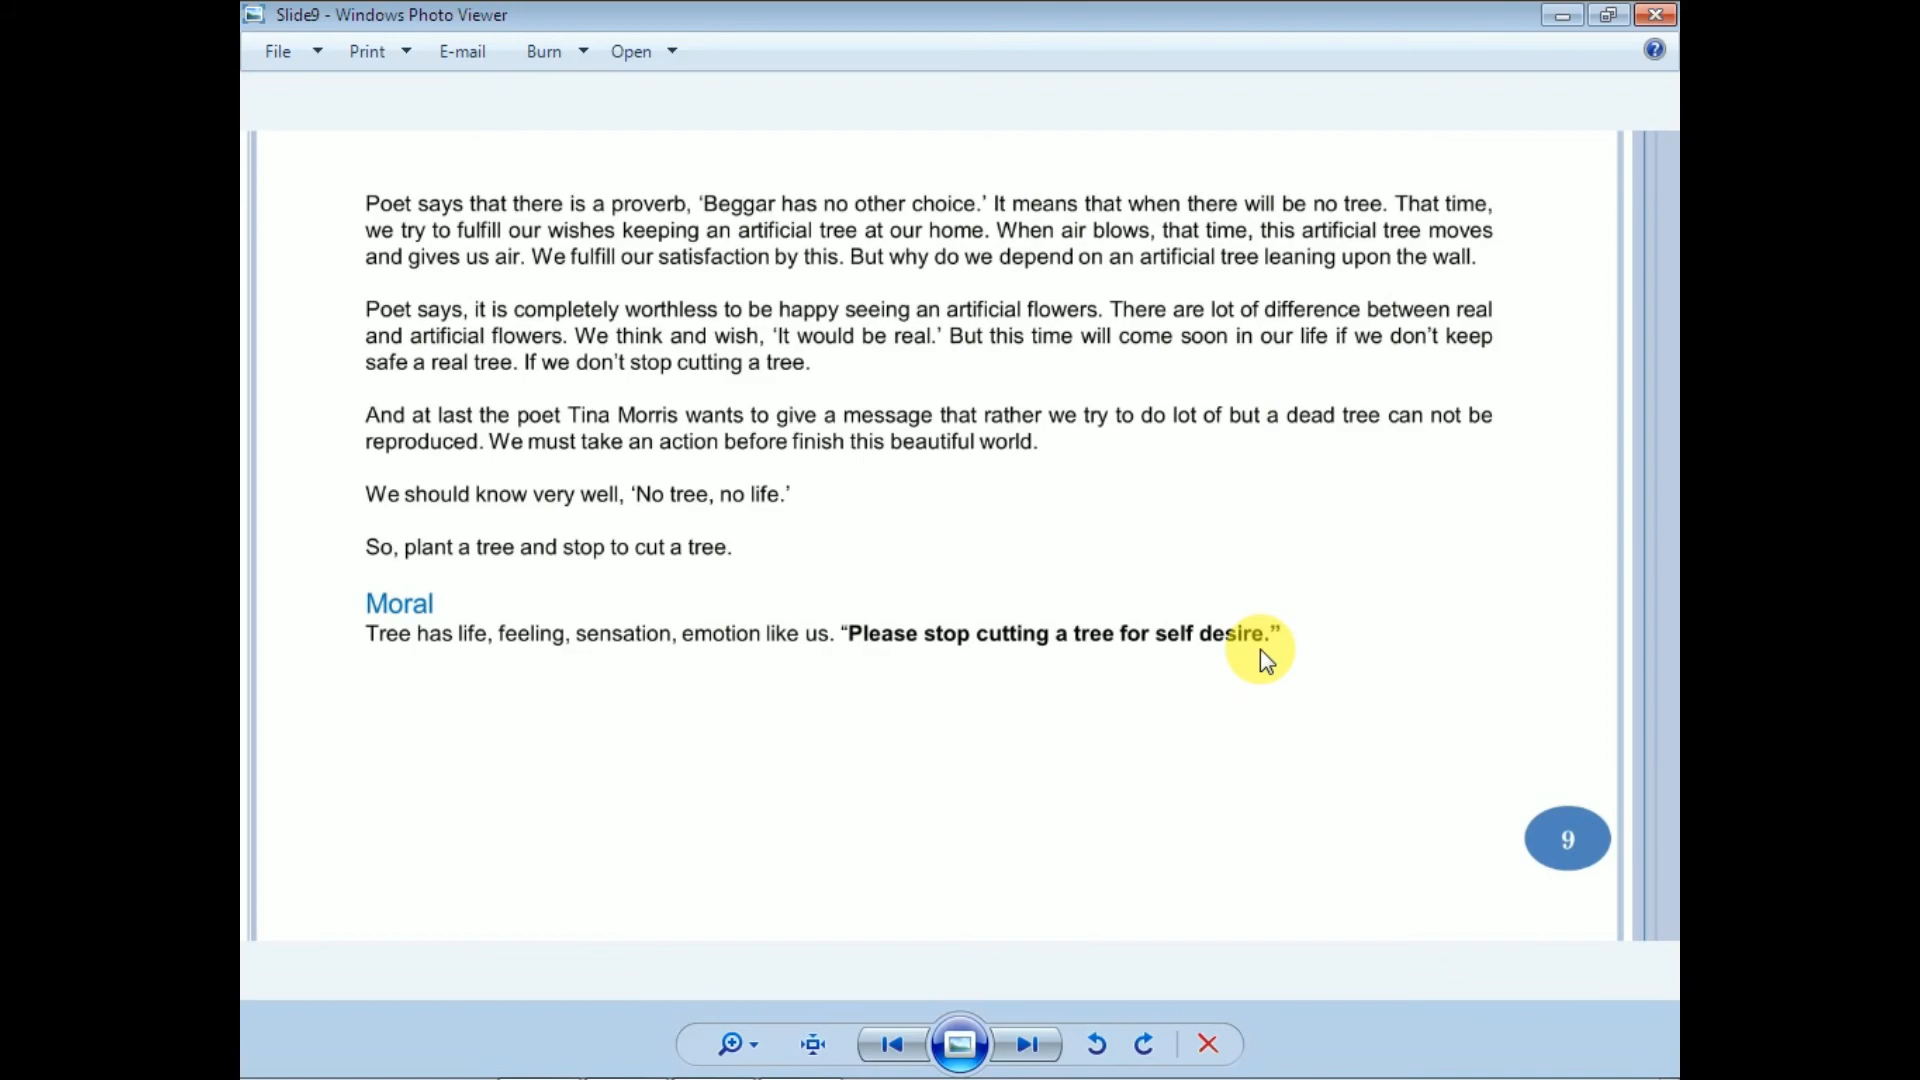 Slide9 - Windows Photo Viewer
File Print E-mail Burn Open
Poet says that there is a proverb, ‘Beggar has no other choice.’ It means that when there will be no tree. That time,
we try to fulfill our wishes keeping an artificial tree at our home. When air blows, that time, this artificial tree moves
and gives us air. We fulfill our satisfaction by this. But why do we depend on an artificial tree leaning upon the wall.
Poet says, it is completely worthless to be happy seeing an artificial flowers. There are lot of difference between real
and artificial flowers. We think and wish, ‘It would be real.’ But this time will come soon in our life if we don’t keep
safe a real tree. If we don’t stop cutting a tree.
And at last the poet Tina Morris wants to give a message that rather we try to do lot of but a dead tree can not be
reproduced. We must take an action before finish this beautiful world.
We should know very well, ‘No tree, no life.’
So, plant a tree and stop to cut a tree.
Moral
Tree has life, feeling, sensation, emotion like us. “Please stop cutting a tree for self desire.”
9